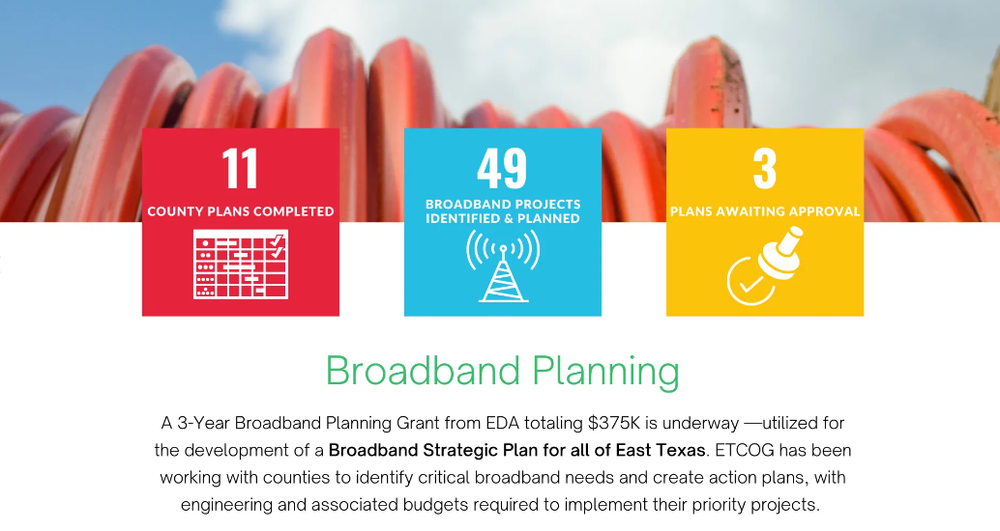 11
COUNTY PLANS COMPLETED
49
BROADBAND PROJECTS
IDENTIFIED & PLANNED
3
PLANS AWAITING APPROVAL
Broadband Planning
A 3-Year Broadband Planning Grant from EDA totaling $375K is underway —utilized for
the development of a Broadband Strategic Plan for all of East Texas. ETCOG has been
working with counties to identify critical broadband needs and create action plans, with
engineering and associated budgets required to implement their priority projects.